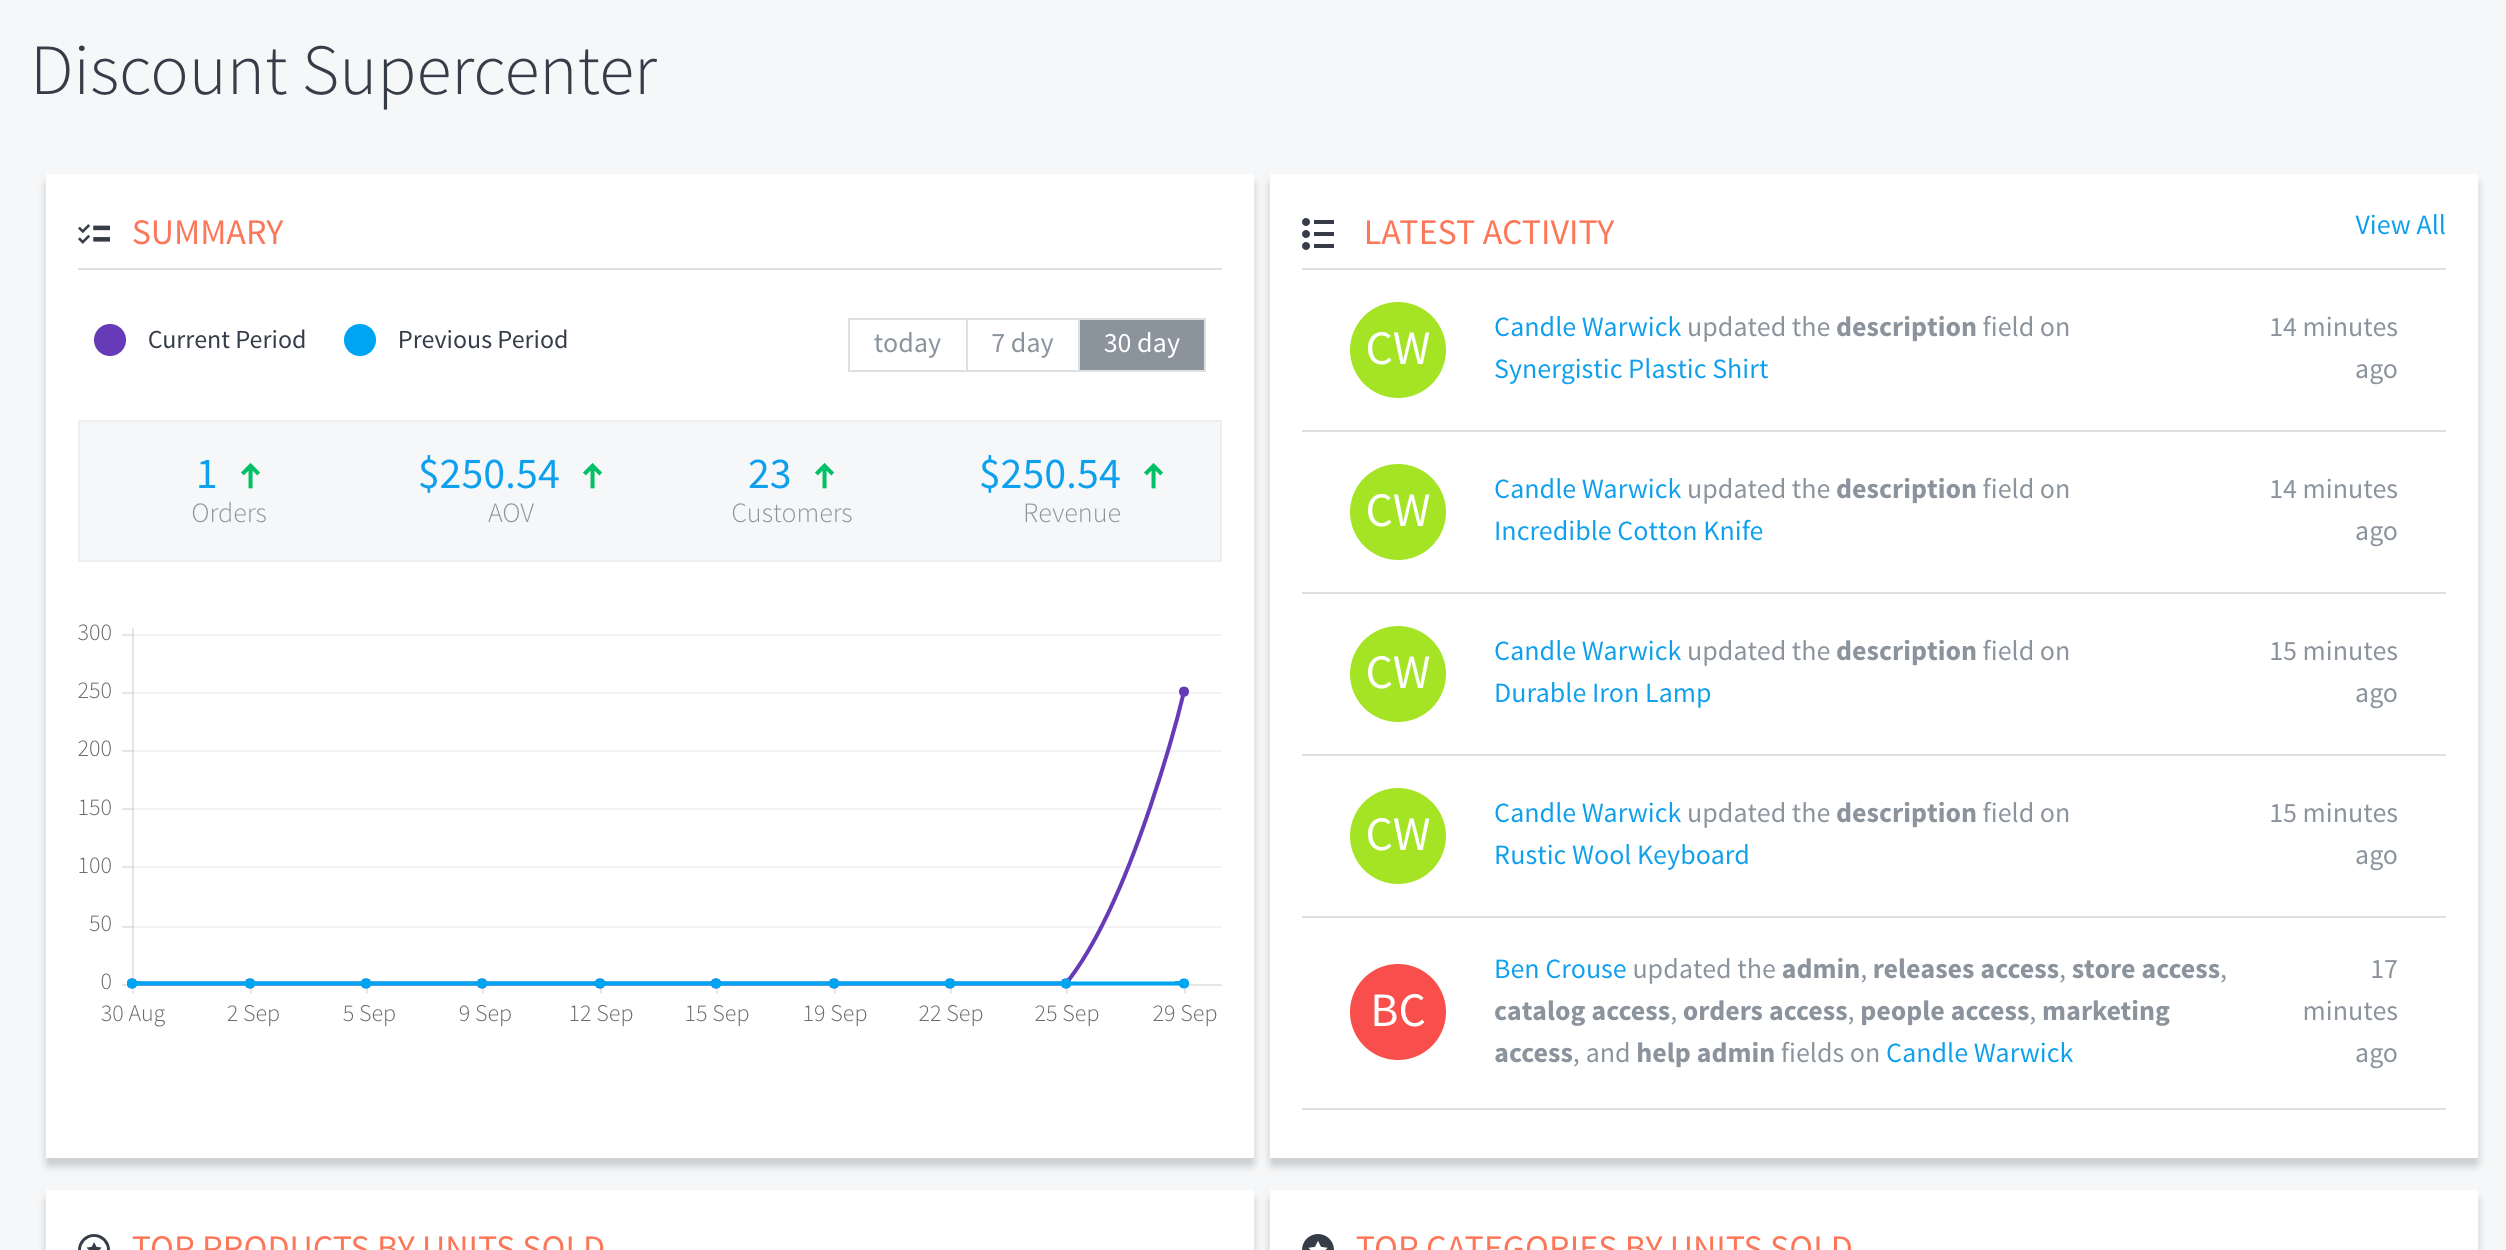 Discount Supercenter
SUMMARY
Current Period
Previous Period
today
7 day
30 day
1
Orders
$250.54
AOV
23
Customers
$250.54
Revenue
300
250
200
150
100
50
0
30 Aug
2 Sep
5 Sep
9 Sep
12 Sep
15 Sep
19 Sep
22 Sep
25 Sep
29 Sep
LATEST ACTIVITY
View All
CW
Candle Warwick updated the description field on
Synergistic Plastic Shirt
14 minutes
ago
CW
Candle Warwick updated the description field on
Incredible Cotton Knife
14 minutes
ago
CW
Candle Warwick updated the description field on
Durable Iron Lamp
15 minutes
ago
CW
Candle Warwick updated the description field on
Rustic Wool Keyboard
15 minutes
ago
BC
Ben Crouse updated the admin, releases access, store access,
catalog access, orders access, people access, marketing
access, and help admin fields on Candle Warwick
17
minutes
ago
TOP PRODUCTS BY UNITS SOLD
TOP CATEGORIES BY UNITS SOLD